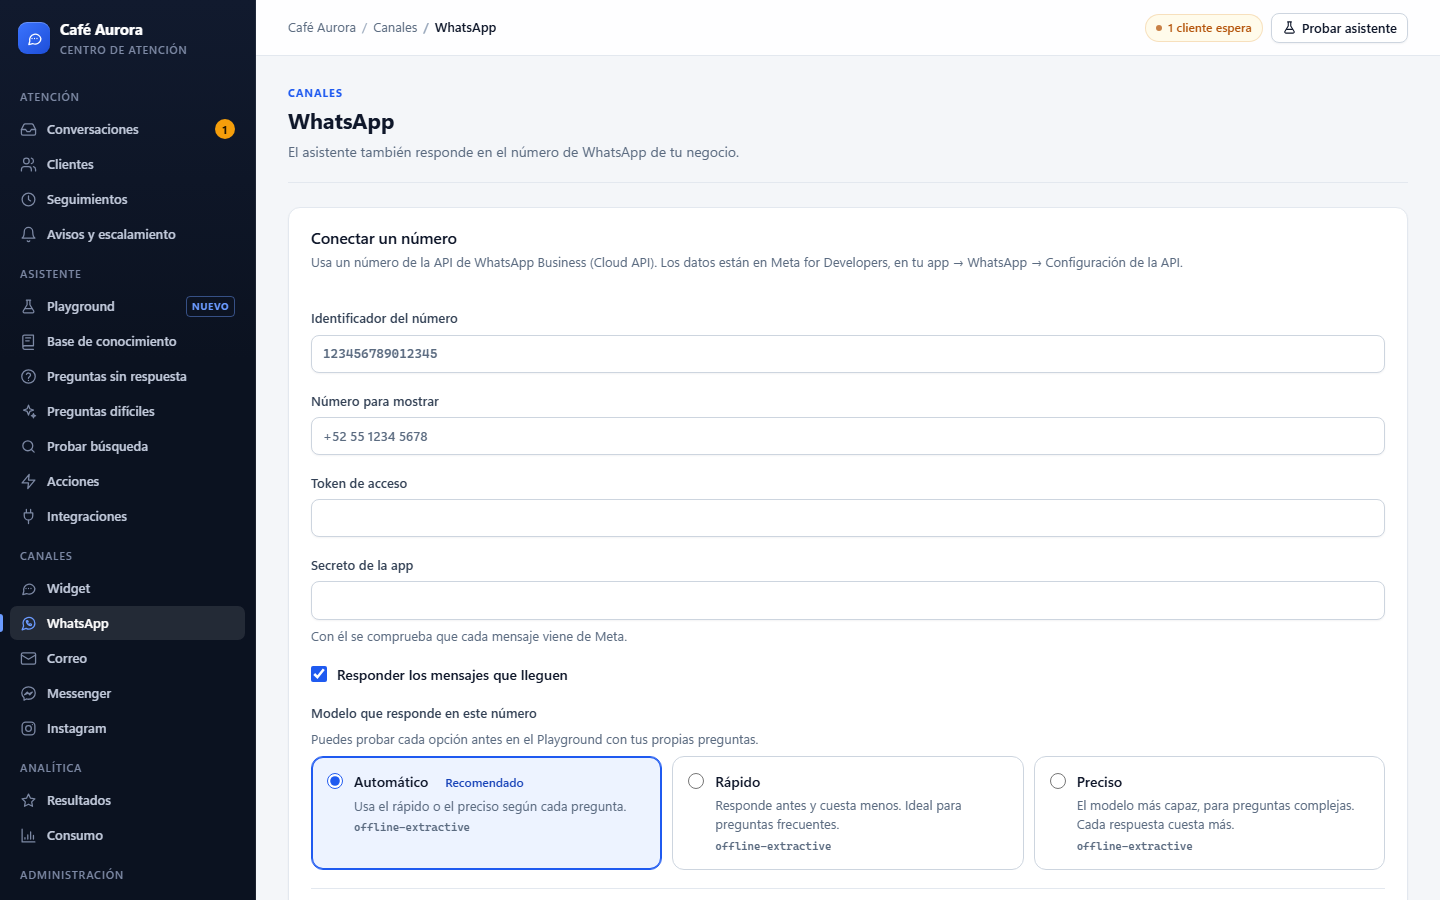 Café Aurora
CENTRO DE ATENCIÓN
ATENCIÓN
Conversaciones
1
Clientes
Seguimientos
Avisos y escalamiento
ASISTENTE
Playground
NUEVO
Base de conocimiento
Preguntas sin respuesta
Preguntas difíciles
Probar búsqueda
Acciones
Integraciones
CANALES
Widget
WhatsApp
Correo
Messenger
Instagram
ANALÍTICA
Resultados
Consumo
ADMINISTRACIÓN
Café Aurora / Canales / WhatsApp
1 cliente espera
Probar asistente
CANALES
WhatsApp
El asistente también responde en el número de WhatsApp de tu negocio.
Conectar un número
Usa un número de la API de WhatsApp Business (Cloud API). Los datos están en Meta for Developers, en tu app → WhatsApp → Configuración de la API.
Identificador del número
123456789012345
Número para mostrar
+52 55 1234 5678
Token de acceso
Secreto de la app
Con él se comprueba que cada mensaje viene de Meta.
Responder los mensajes que lleguen
Modelo que responde en este número
Puedes probar cada opción antes en el Playground con tus propias preguntas.
Automático Recomendado
Usa el rápido o el preciso según cada pregunta.
offline-extractive
Rápido
Responde antes y cuesta menos. Ideal para
preguntas frecuentes.
offline-extractive
Preciso
El modelo más capaz, para preguntas complejas.
Cada respuesta cuesta más.
offline-extractive